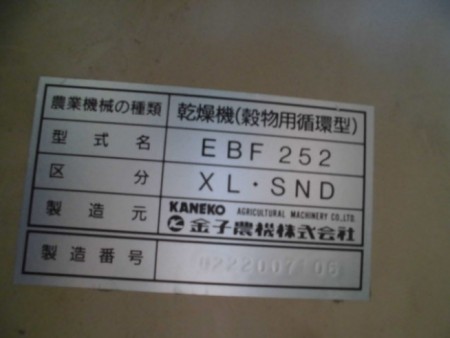 農業機械の種類 乾燥機(穀物用循環型)
型式名 EBF 252
区分 XL・SND
製造元 KANEKO AGRICULTURAL MACHINERY CO.,LTD.
金子農機株式会社
製造番号